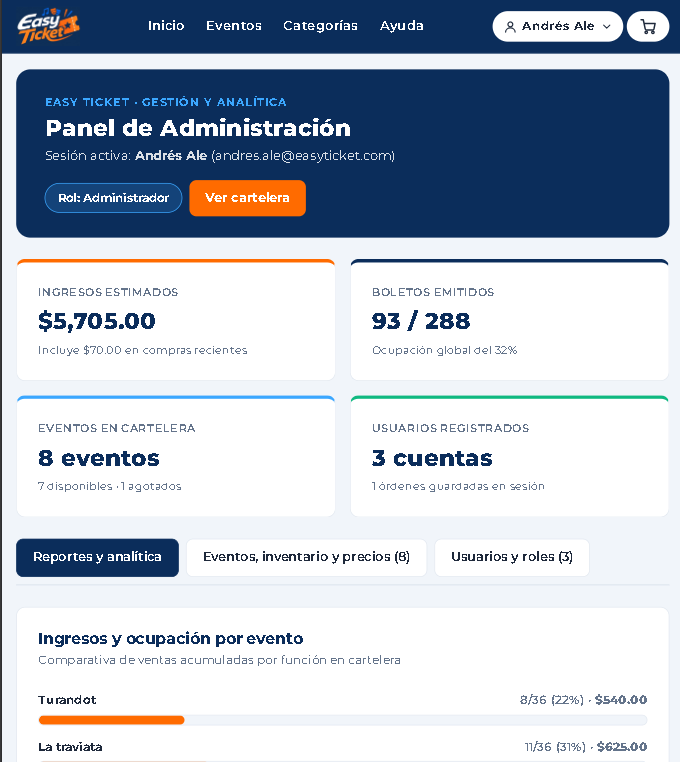 Easy Ticket
Inicio Eventos Categorías Ayuda
Andrés Ale
EASY TICKET · GESTIÓN Y ANALÍTICA
Panel de Administración
Sesión activa: Andrés Ale (andres.ale@easyticket.com)
Rol: Administrador
Ver cartelera
INGRESOS ESTIMADOS
$5,705.00
Incluye $70.00 en compras recientes
BOLETOS EMITIDOS
93 / 288
Ocupación global del 32%
EVENTOS EN CARTELERA
8 eventos
7 disponibles · 1 agotados
USUARIOS REGISTRADOS
3 cuentas
1 órdenes guardadas en sesión
Reportes y analítica
Eventos, inventario y precios (8)
Usuarios y roles (3)
Ingresos y ocupación por evento
Comparativa de ventas acumuladas por función en cartelera
Turandot 8/36 (22%) · $540.00
La traviata 11/36 (31%) · $625.00